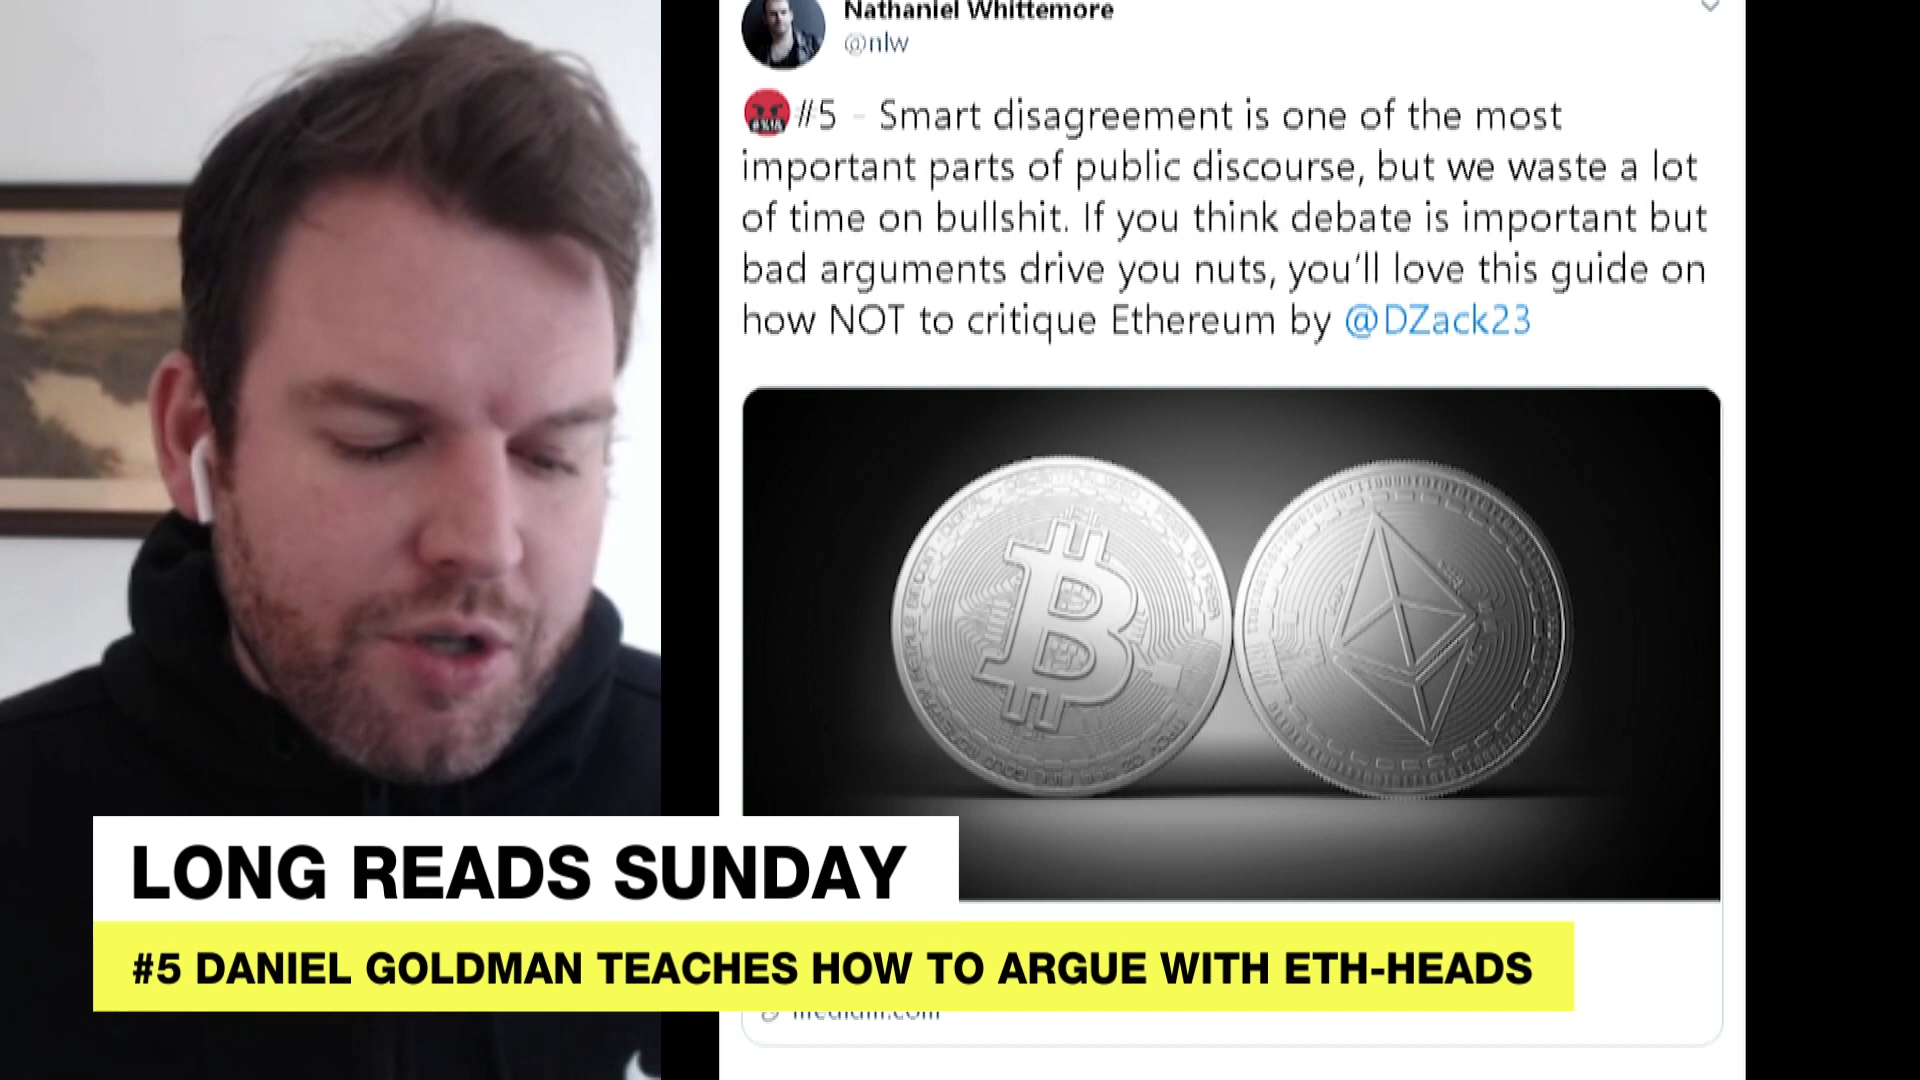 Nathaniel Whittemore
@nlw
#5 - Smart disagreement is one of the most
important parts of public discourse, but we waste a lot
of time on bullshit. If you think debate is important but
bad arguments drive you nuts, you'll love this guide on
how NOT to critique Ethereum by @DZack23
LONG READS SUNDAY
#5 DANIEL GOLDMAN TEACHES HOW TO ARGUE WITH ETH-HEADS
medium.com